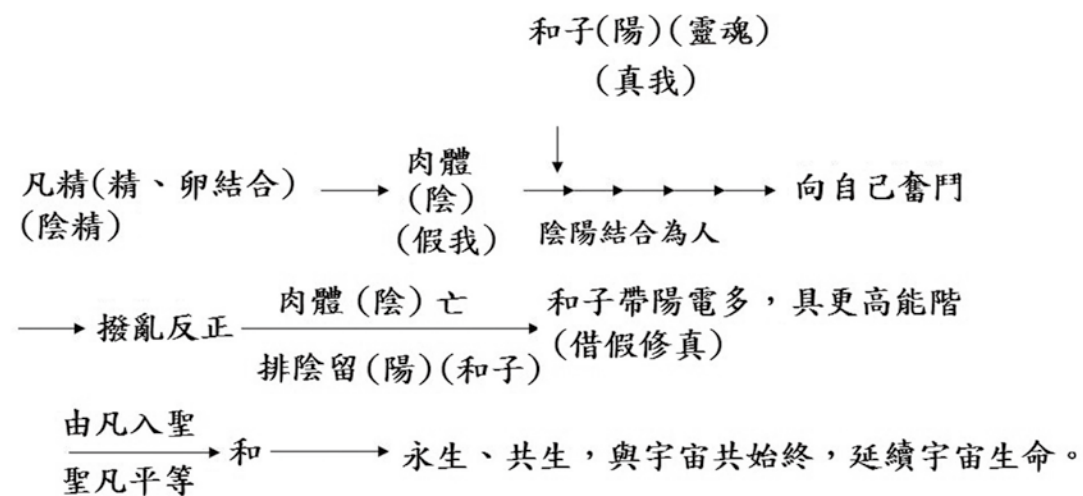 和子(陽)(靈魂)
(真我)
凡精(精、卵結合)
(陰精)
肉體
(陰)
(假我)
陰陽結合為人
向自己奮鬥
撥亂反正
肉體(陰)亡
排陰留(陽)(和子)
和子帶陽電多，具更高能階
(借假修真)
由凡入聖
聖凡平等
和
永生、共生，與宇宙共始終，延續宇宙生命。